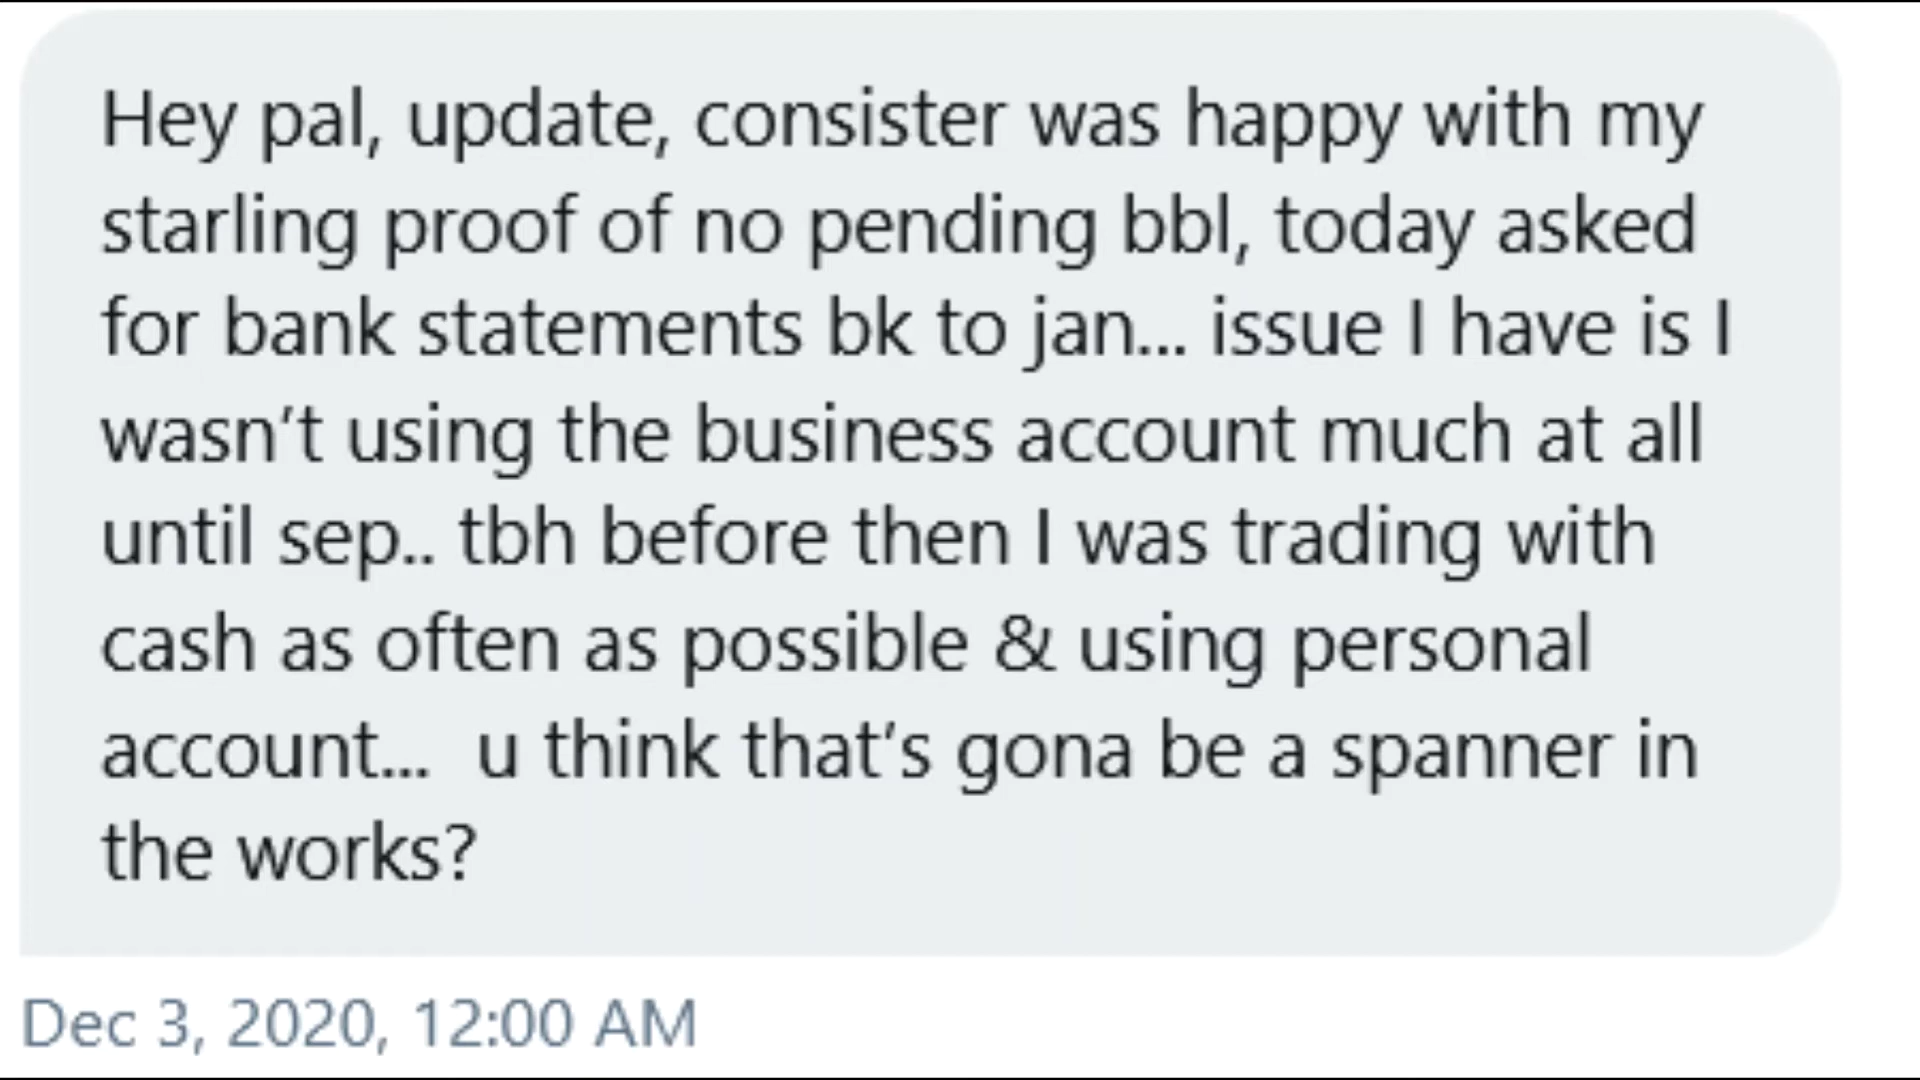 Hey pal, update, consister was happy with my
starling proof of no pending bbl, today asked
for bank statements bk to jan... issue I have is I
wasn't using the business account much at all
until sep.. tbh before then I was trading with
cash as often as possible & using personal
account...  u think that's gona be a spanner in
the works?
Dec 3, 2020, 12:00 AM